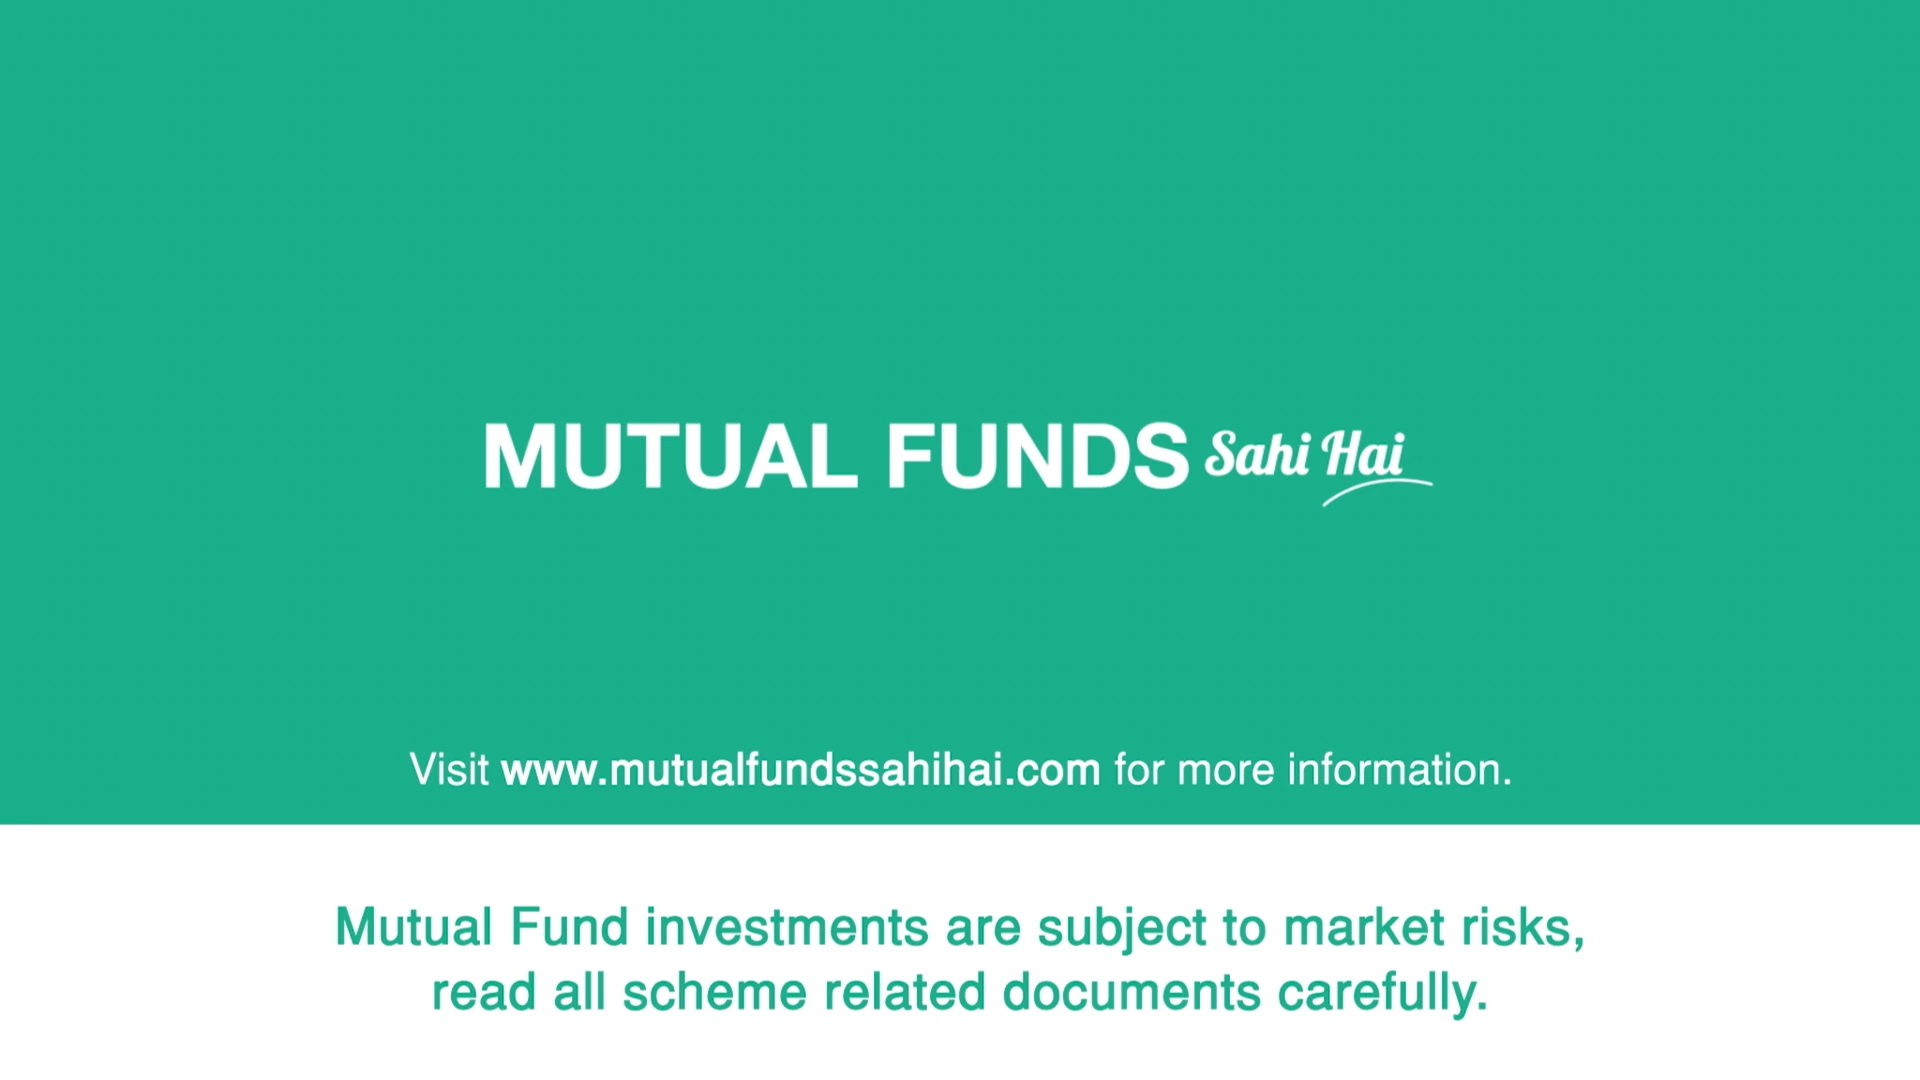 MUTUAL FUNDS Sahi Hai
Visit www.mutualfundssahihai.com for more information.
Mutual Fund investments are subject to market risks,
read all scheme related documents carefully.